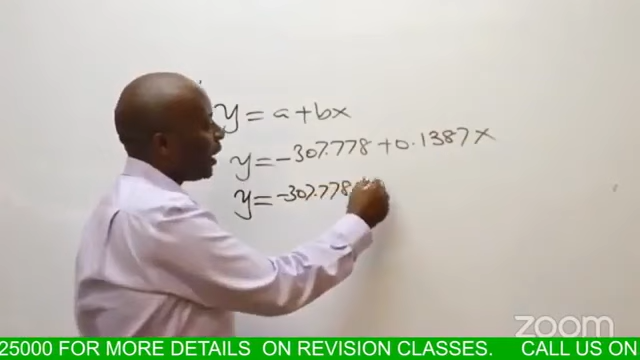 y = a + bx
y = -307.778 + 0.1387x
y = -307.778
zoom
25000 FOR MORE DETAILS ON REVISION CLASSES. CALL US ON